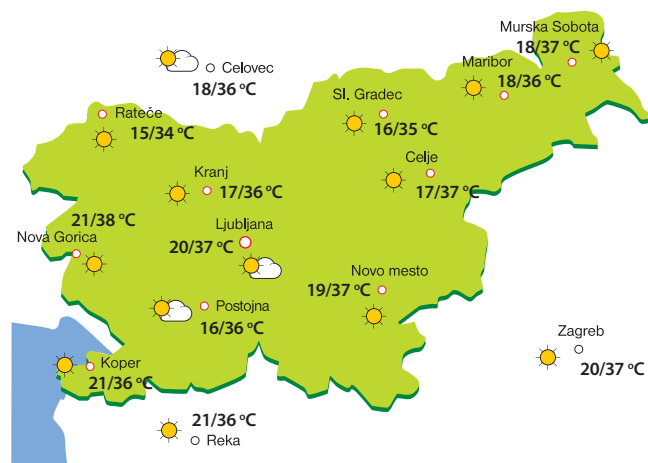 Murska Sobota
18/37 °C
Maribor
18/36 °C
Celovec
18/36 °C
Sl. Gradec
16/35 °C
Rateče
15/34 °C
Celje
17/37 °C
Kranj
17/36 °C
21/38 °C
Nova Gorica
Ljubljana
20/37 °C
Novo mesto
19/37 °C
Postojna
16/36 °C
Zagreb
20/37 °C
Koper
21/36 °C
21/36 °C
Reka